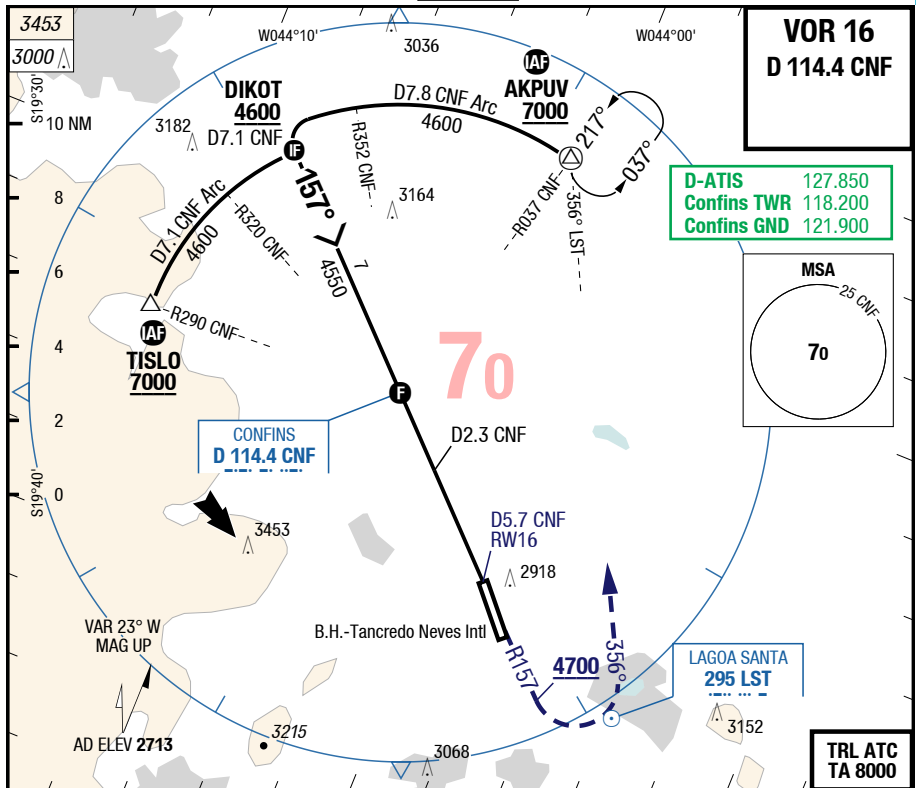 3453
3000
W044°10'
3036
W044°00'
VOR 16
D 114.4 CNF
S19°30'
10 NM
8
6
4
2
0
S19°40'
DIKOT
4600
D7.1 CNF
IF
3182
IAF
AKPUV
7000
D7.8 CNF Arc
4600
217°
037°
R352 CNF
R037 CNF
356° LST
3164
157°
D7.1 CNF Arc
4600
R320 CNF
R290 CNF
IAF
TISLO
7000
7
4550
70
D-ATIS 127.850
Confins TWR 118.200
Confins GND 121.900
MSA
25 CNF
70
F
CONFINS
D 114.4 CNF
D2.3 CNF
3453
D5.7 CNF
RW16
2918
B.H.-Tancredo Neves Intl
R157
4700
356°
LAGOA SANTA
295 LST
3152
VAR 23° W
MAG UP
AD ELEV 2713
3215
3068
TRL ATC
TA 8000